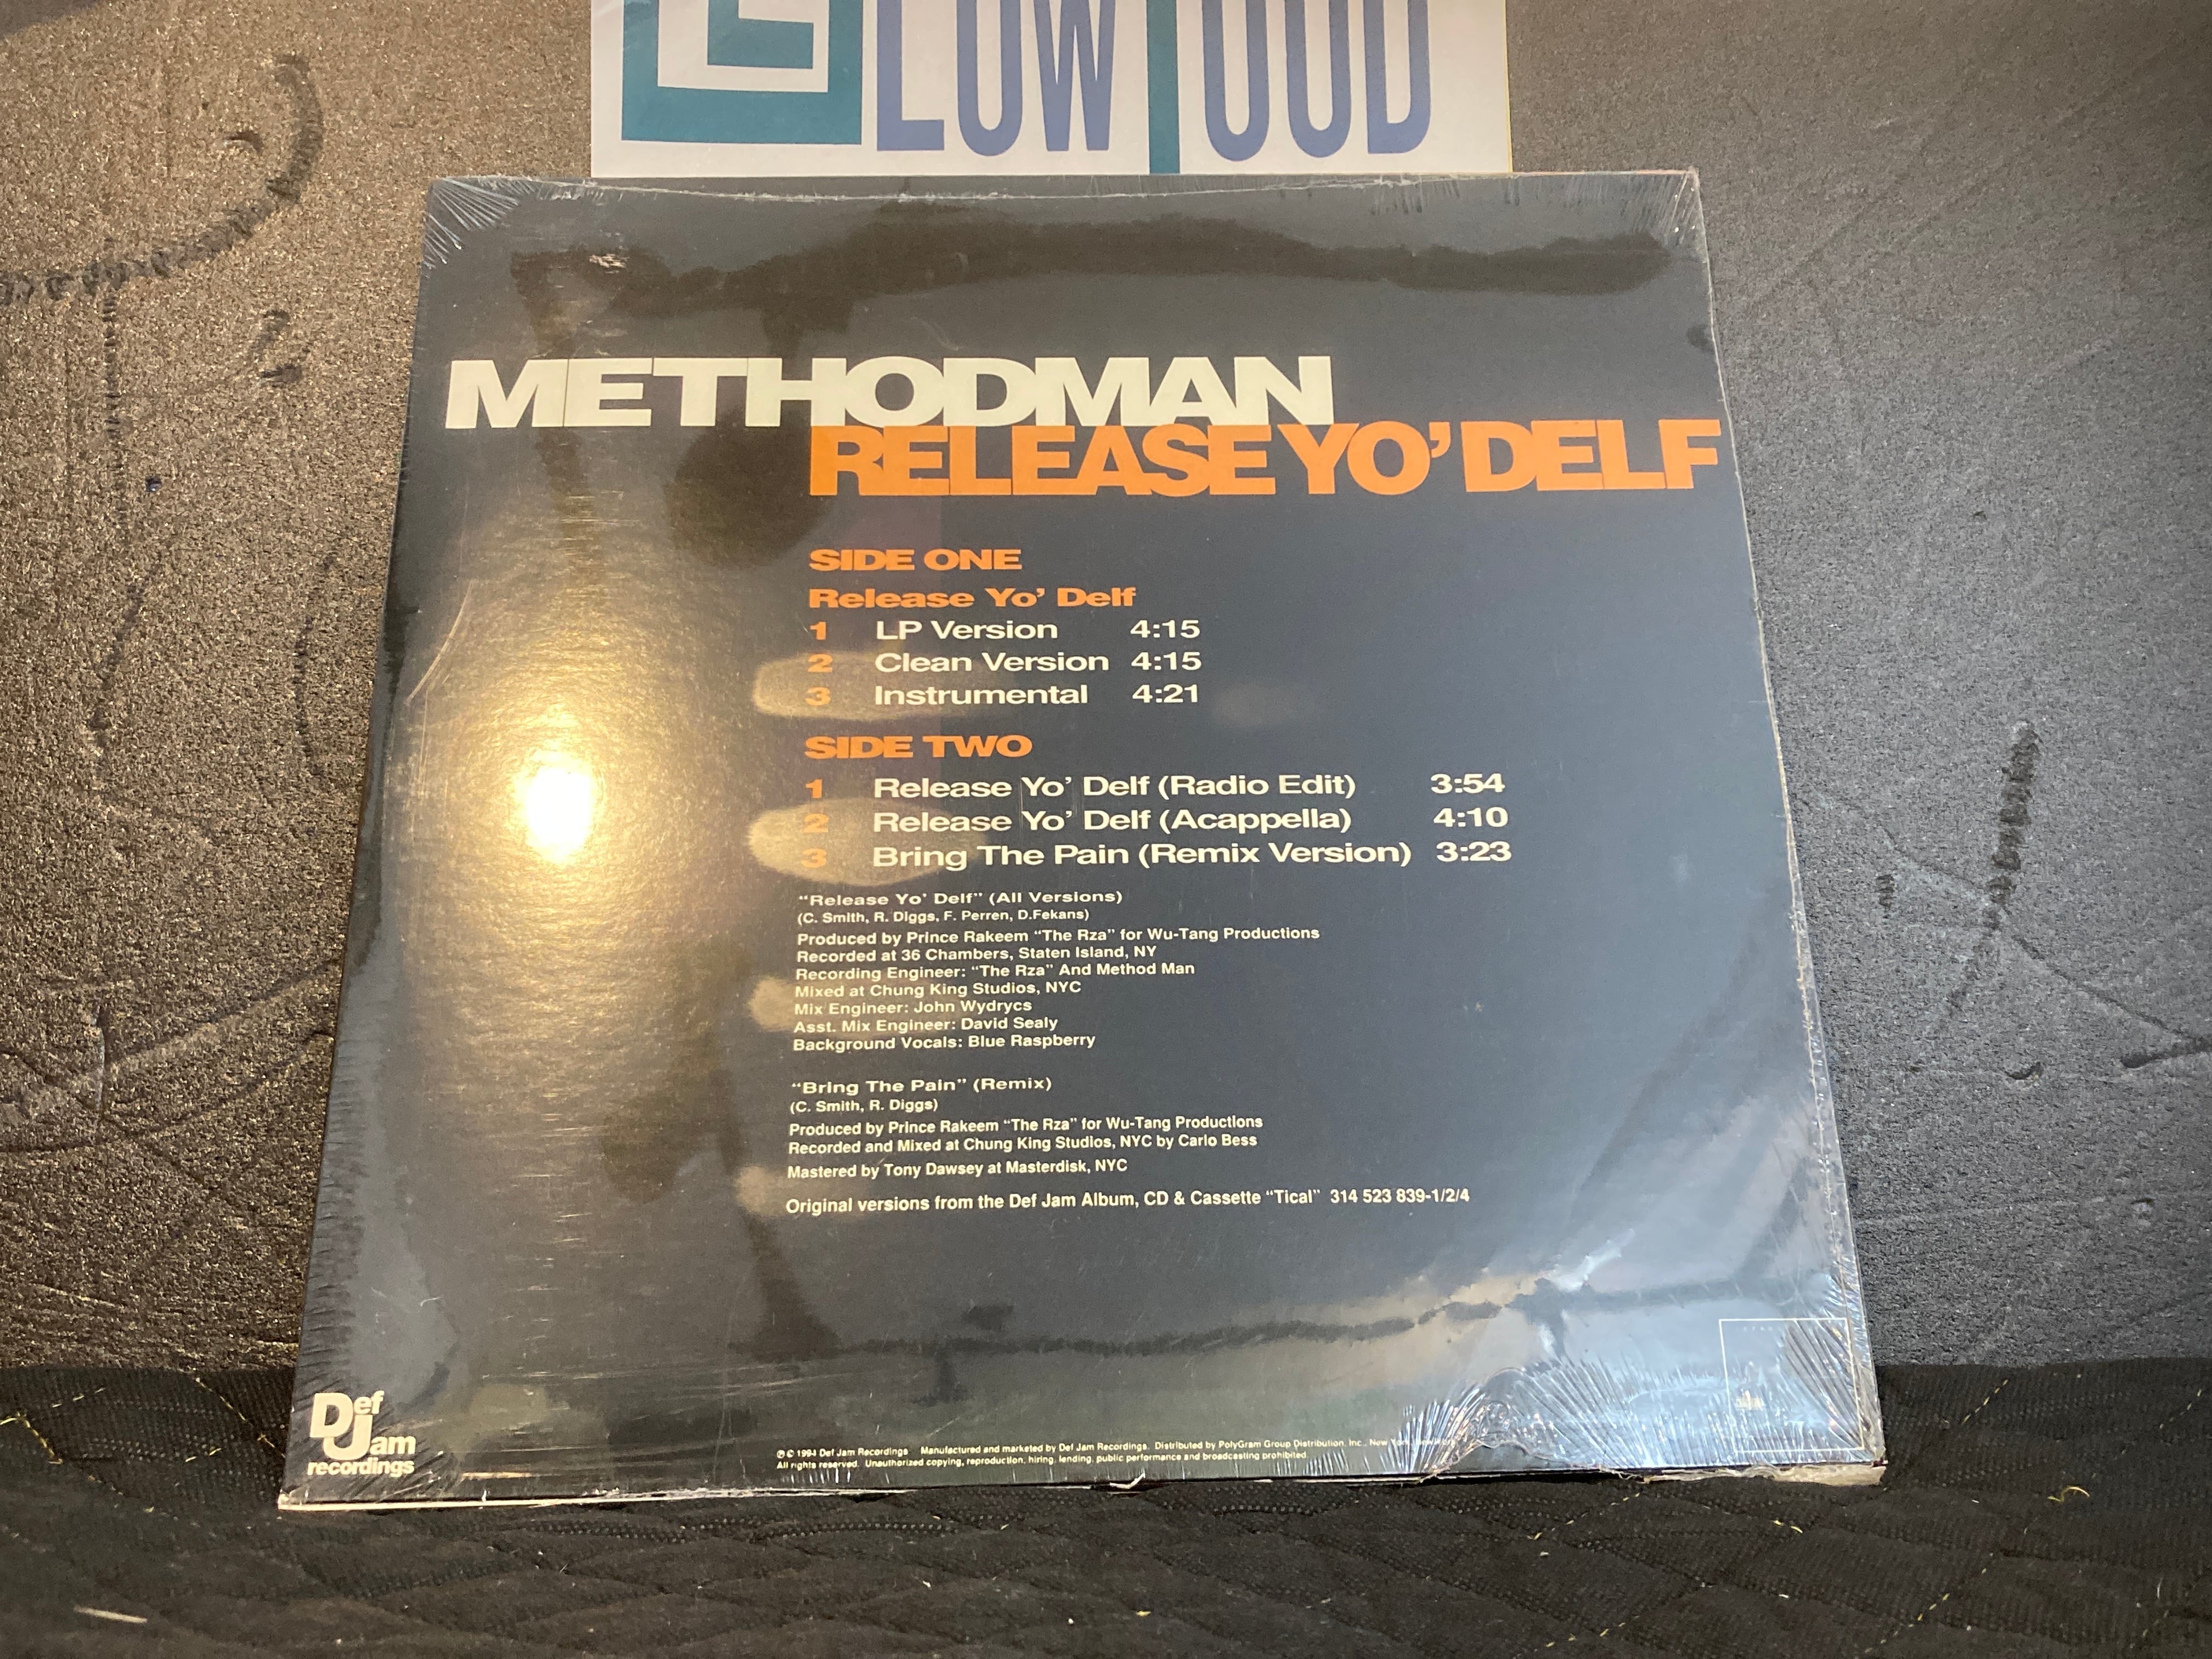 LOWTOOD
METHODMAN
RELEASE YO' DELF
SIDE ONE
Release Yo' Delf
1 LP Version 4:15
2 Clean Version 4:15
3 Instrumental 4:21
SIDE TWO
1 Release Yo' Delf (Radio Edit) 3:54
2 Release Yo' Delf (Acappella) 4:10
3 Bring The Pain (Remix Version) 3:23
"Release Yo' Delf" (All Versions)
(C. Smith, R. Diggs, F. Perren, D.Fekans)
Produced by Prince Rakeem "The Rza" for Wu-Tang Productions
Recorded at 36 Chambers, Staten Island, NY
Recording Engineer: "The Rza" And Method Man
Mixed at Chung King Studios, NYC
Mix Engineer: John Wydrycs
Asst. Mix Engineer: David Sealy
Background Vocals: Blue Raspberry
"Bring The Pain" (Remix)
(C. Smith, R. Diggs)
Produced by Prince Rakeem "The Rza" for Wu-Tang Productions
Recorded and Mixed at Chung King Studios, NYC by Carlo Bess
Mastered by Tony Dawsey at Masterdisk, NYC
Original versions from the Def Jam Album, CD & Cassette "Tical" 314 523 839-1/2/4
Def Jam
recordings
℗ © 1994 Def Jam Recordings Manufactured and marketed by Def Jam Recordings. Distributed by PolyGram Group Distribution, Inc., New York, New York
All rights reserved. Unauthorized copying, reproduction, hiring, lending, public performance and broadcasting prohibited.